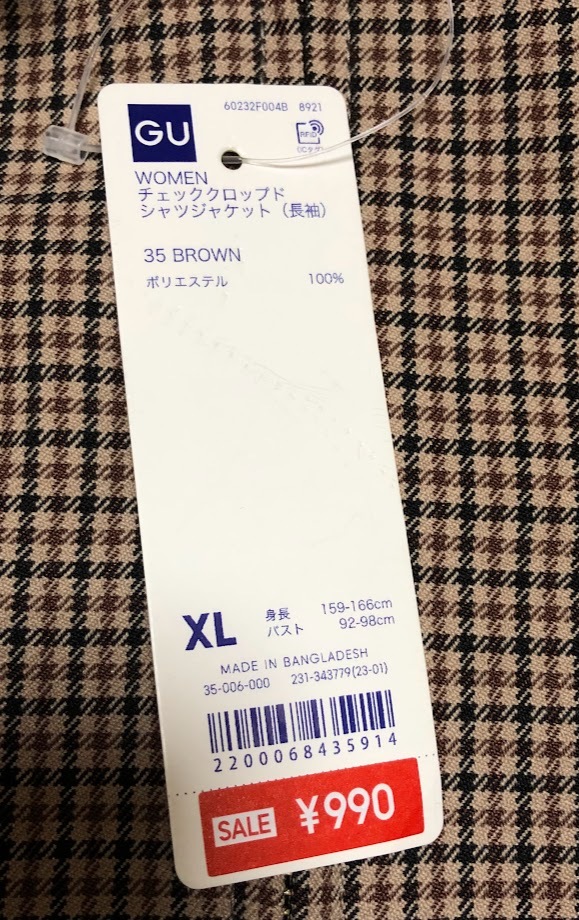 60232F004B 8921
GU
RFID
(ICタグ)
WOMEN
チェッククロップド
シャツジャケット(長袖)
35 BROWN
ポリエステル 100%
XL
身長 159-166cm
バスト 92-98cm
MADE IN BANGLADESH
35-006-000 231-343779(23-01)
2200068435914
SALE ¥990